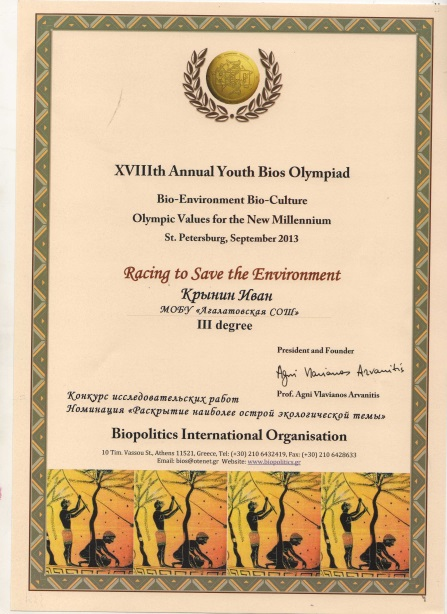 XVIIIth Annual Youth Bios Olympiad
Bio-Environment Bio-Culture
Olympic Values for the New Millennium
St. Petersburg, September 2013
Racing to Save the Environment
Крынин Иван
МОБУ «Агалатовская СОШ»
III degree
President and Founder
Agni Vlavianos Arvanitis
Prof. Agni Vlavianos Arvanitis
Конкурс исследовательских работ
Номинация «Раскрытие наиболее острой экологической темы»
Biopolitics International Organisation
10 Tim. Vassou St., Athens 11521, Greece, Tel: (+30) 210 6432419, Fax: (+30) 210 6428633
Email: bios@otenet.gr Website: www.biopolitics.gr